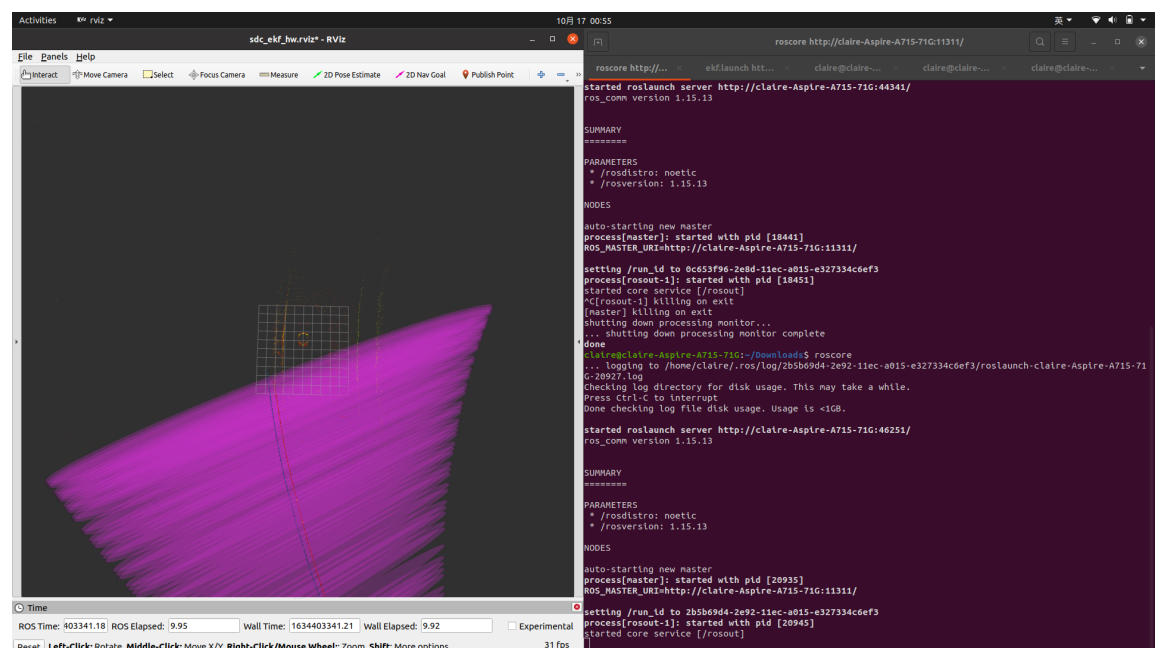 Activities
rviz
10月 17 00:55
英
sdc_ekf_hw.rviz* - RViz
File Panels Help
Interact Move Camera Select Focus Camera Measure 2D Pose Estimate 2D Nav Goal Publish Point
Time
ROS Time: 403341.18 ROS Elapsed: 9.95 Wall Time: 1634403341.21 Wall Elapsed: 9.92 Experimental
Reset Left-Click: Rotate. Middle-Click: Move X/Y. Right-Click/Mouse Wheel:: Zoom. Shift: More options. 31 fps
roscore http://claire-Aspire-A715-71G:11311/
roscore http://... ekf.launch htt... claire@claire-... claire@claire-... claire@claire-...
started roslaunch server http://claire-Aspire-A715-71G:44341/
ros_comm version 1.15.13
SUMMARY
========
PARAMETERS
* /rosdistro: noetic
* /rosversion: 1.15.13
NODES
auto-starting new master
process[master]: started with pid [18441]
ROS_MASTER_URI=http://claire-Aspire-A715-71G:11311/
setting /run_id to 0c653f96-2e8d-11ec-a015-e327334c6ef3
process[rosout-1]: started with pid [18451]
started core service [/rosout]
^C[rosout-1] killing on exit
[master] killing on exit
shutting down processing monitor...
... shutting down processing monitor complete
done
claire@claire-Aspire-A715-71G:~/Downloads$ roscore
... logging to /home/claire/.ros/log/2b5b69d4-2e92-11ec-a015-e327334c6ef3/roslaunch-claire-Aspire-A715-71
G-20927.log
Checking log directory for disk usage. This may take a while.
Press Ctrl-C to interrupt
Done checking log file disk usage. Usage is <1GB.
started roslaunch server http://claire-Aspire-A715-71G:46251/
ros_comm version 1.15.13
SUMMARY
========
PARAMETERS
* /rosdistro: noetic
* /rosversion: 1.15.13
NODES
auto-starting new master
process[master]: started with pid [20935]
ROS_MASTER_URI=http://claire-Aspire-A715-71G:11311/
setting /run_id to 2b5b69d4-2e92-11ec-a015-e327334c6ef3
process[rosout-1]: started with pid [20945]
started core service [/rosout]